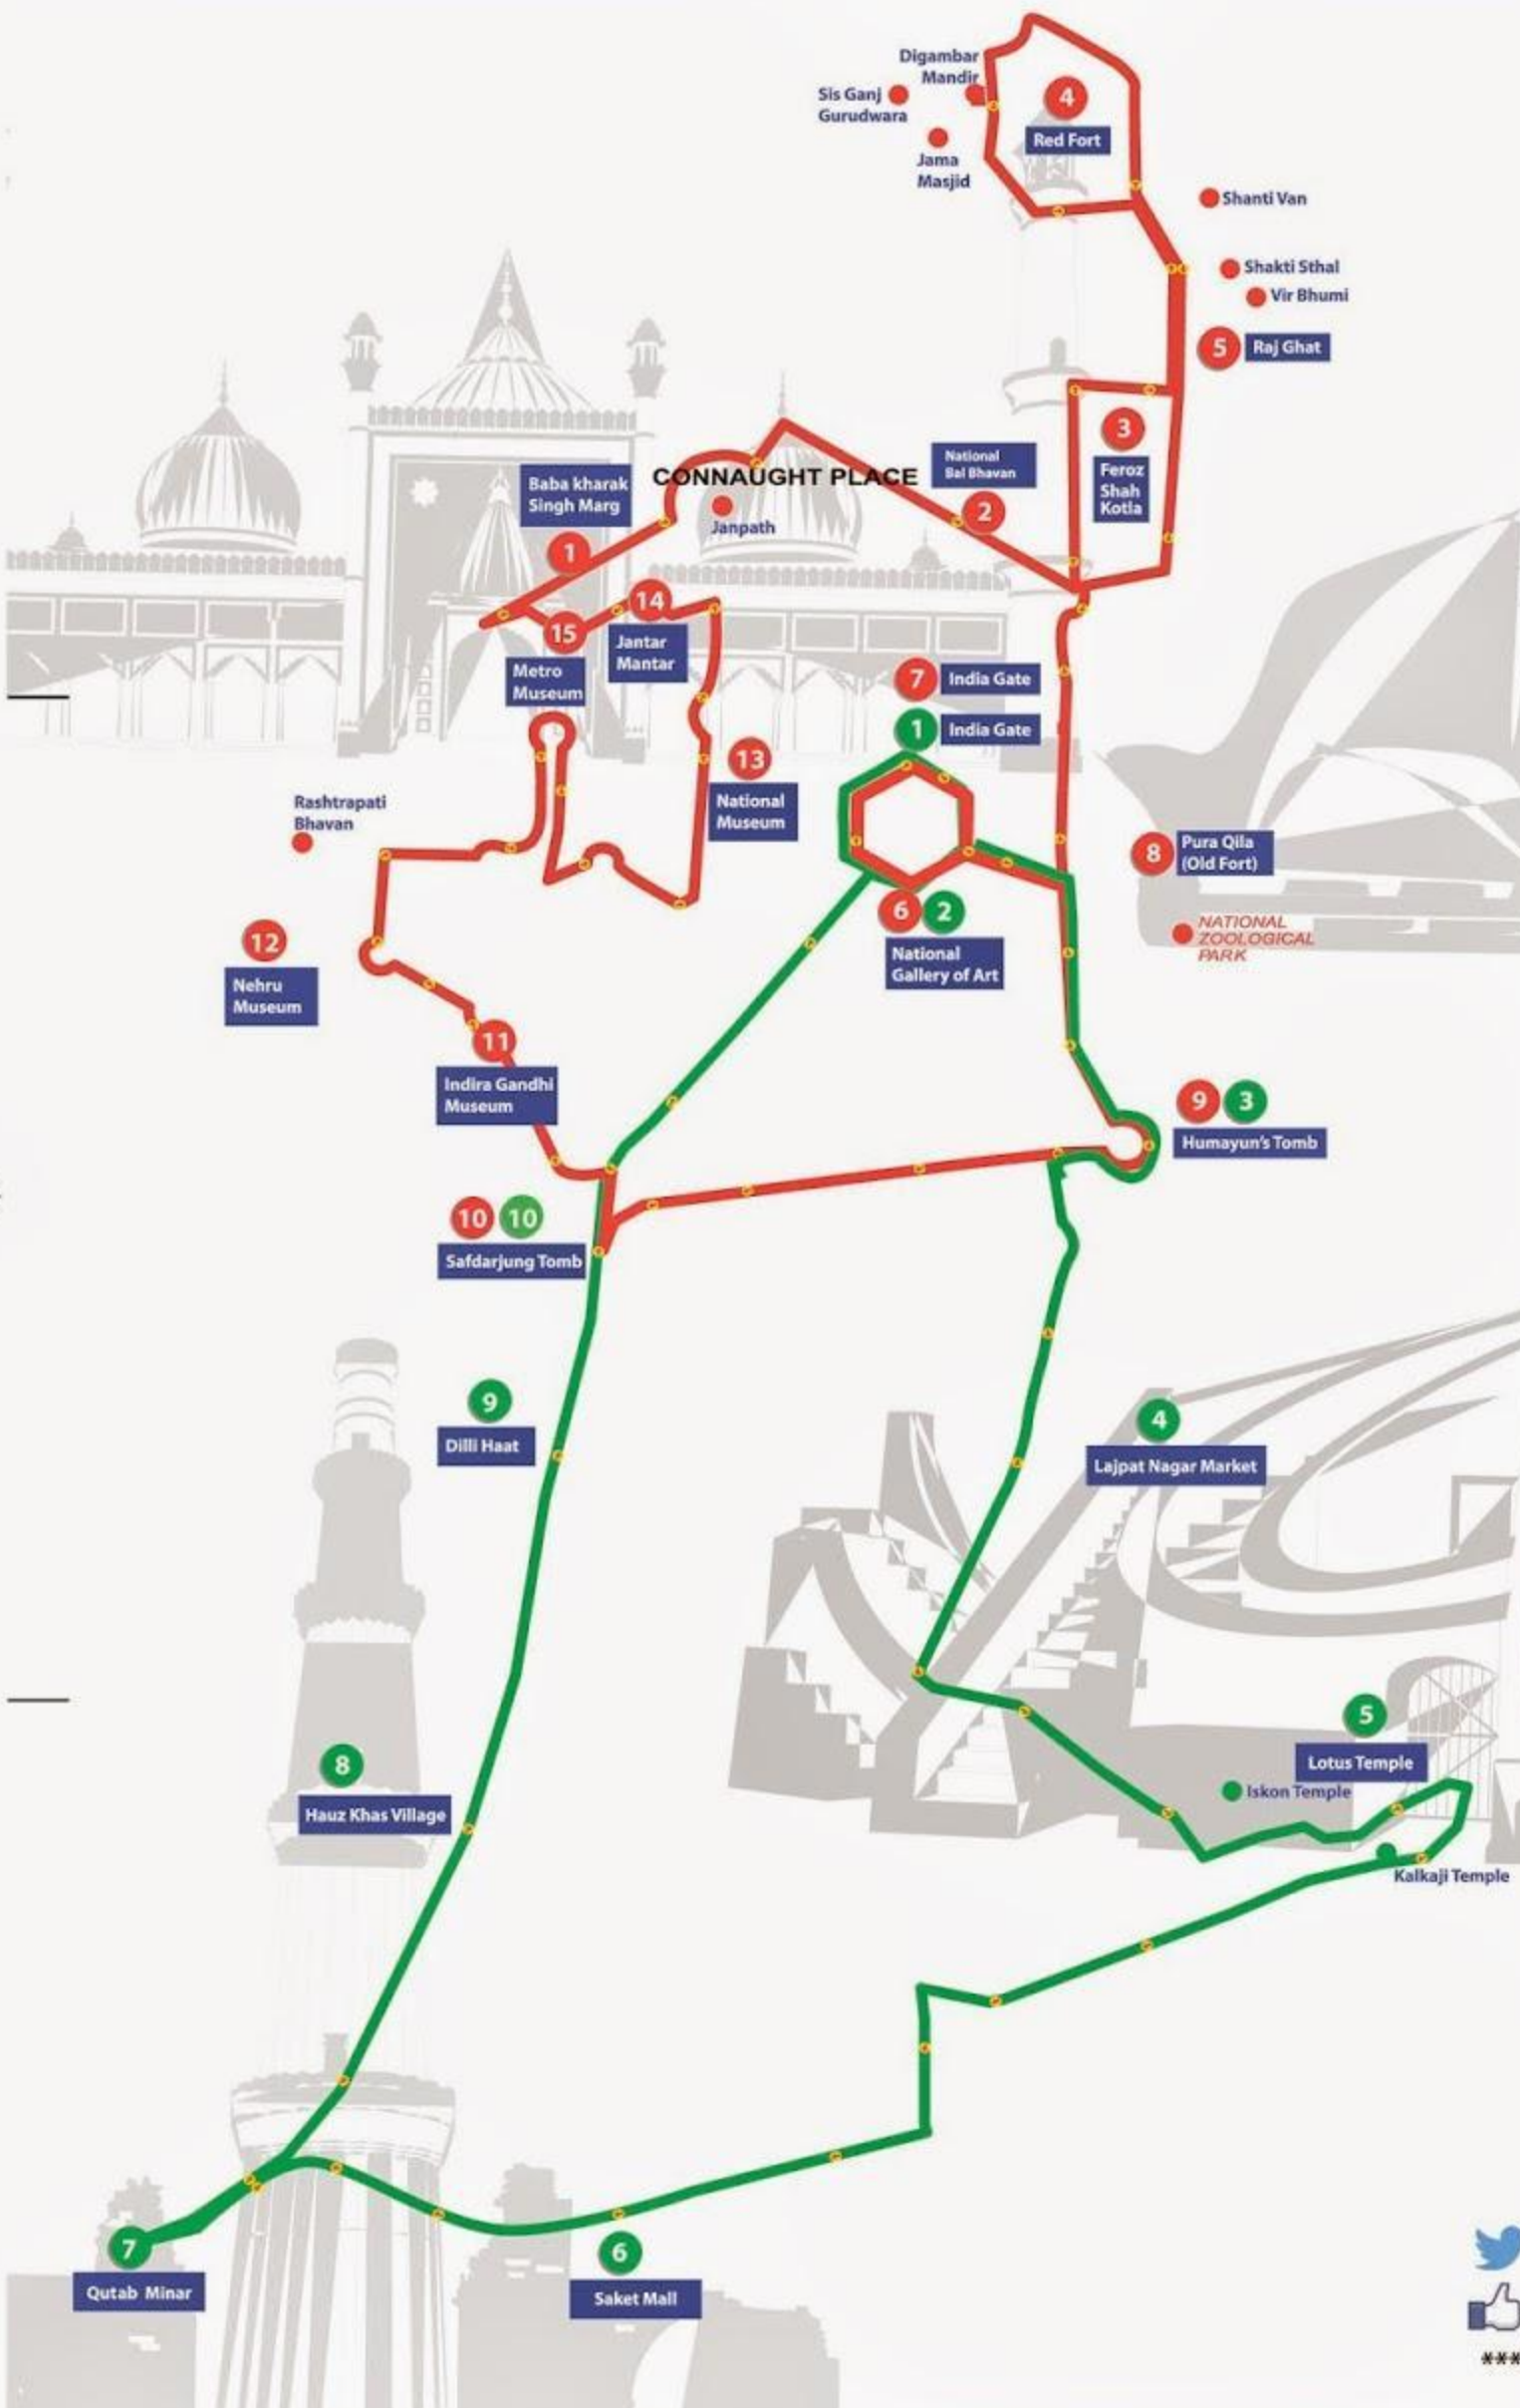 Digambar
Mandir
Sis Ganj
Gurudwara
4
Red Fort
Jama
Masjid
Shanti Van
Shakti Sthal
Vir Bhumi
5
Raj Ghat
3
Feroz
Shah
Kotla
National
Bal Bhavan
2
CONNAUGHT PLACE
Janpath
Baba kharak
Singh Marg
1
14
Jantar
Mantar
15
Metro
Museum
7
India Gate
1
India Gate
13
National
Museum
Rashtrapati
Bhavan
8
Pura Qila
(Old Fort)
NATIONAL
ZOOLOGICAL
PARK
6 2
National
Gallery of Art
12
Nehru
Museum
11
Indira Gandhi
Museum
9 3
Humayun's Tomb
10 10
Safdarjung Tomb
9
Dilli Haat
4
Lajpat Nagar Market
5
Lotus Temple
Iskon Temple
Kalkaji Temple
8
Hauz Khas Village
7
Qutab Minar
6
Saket Mall
***